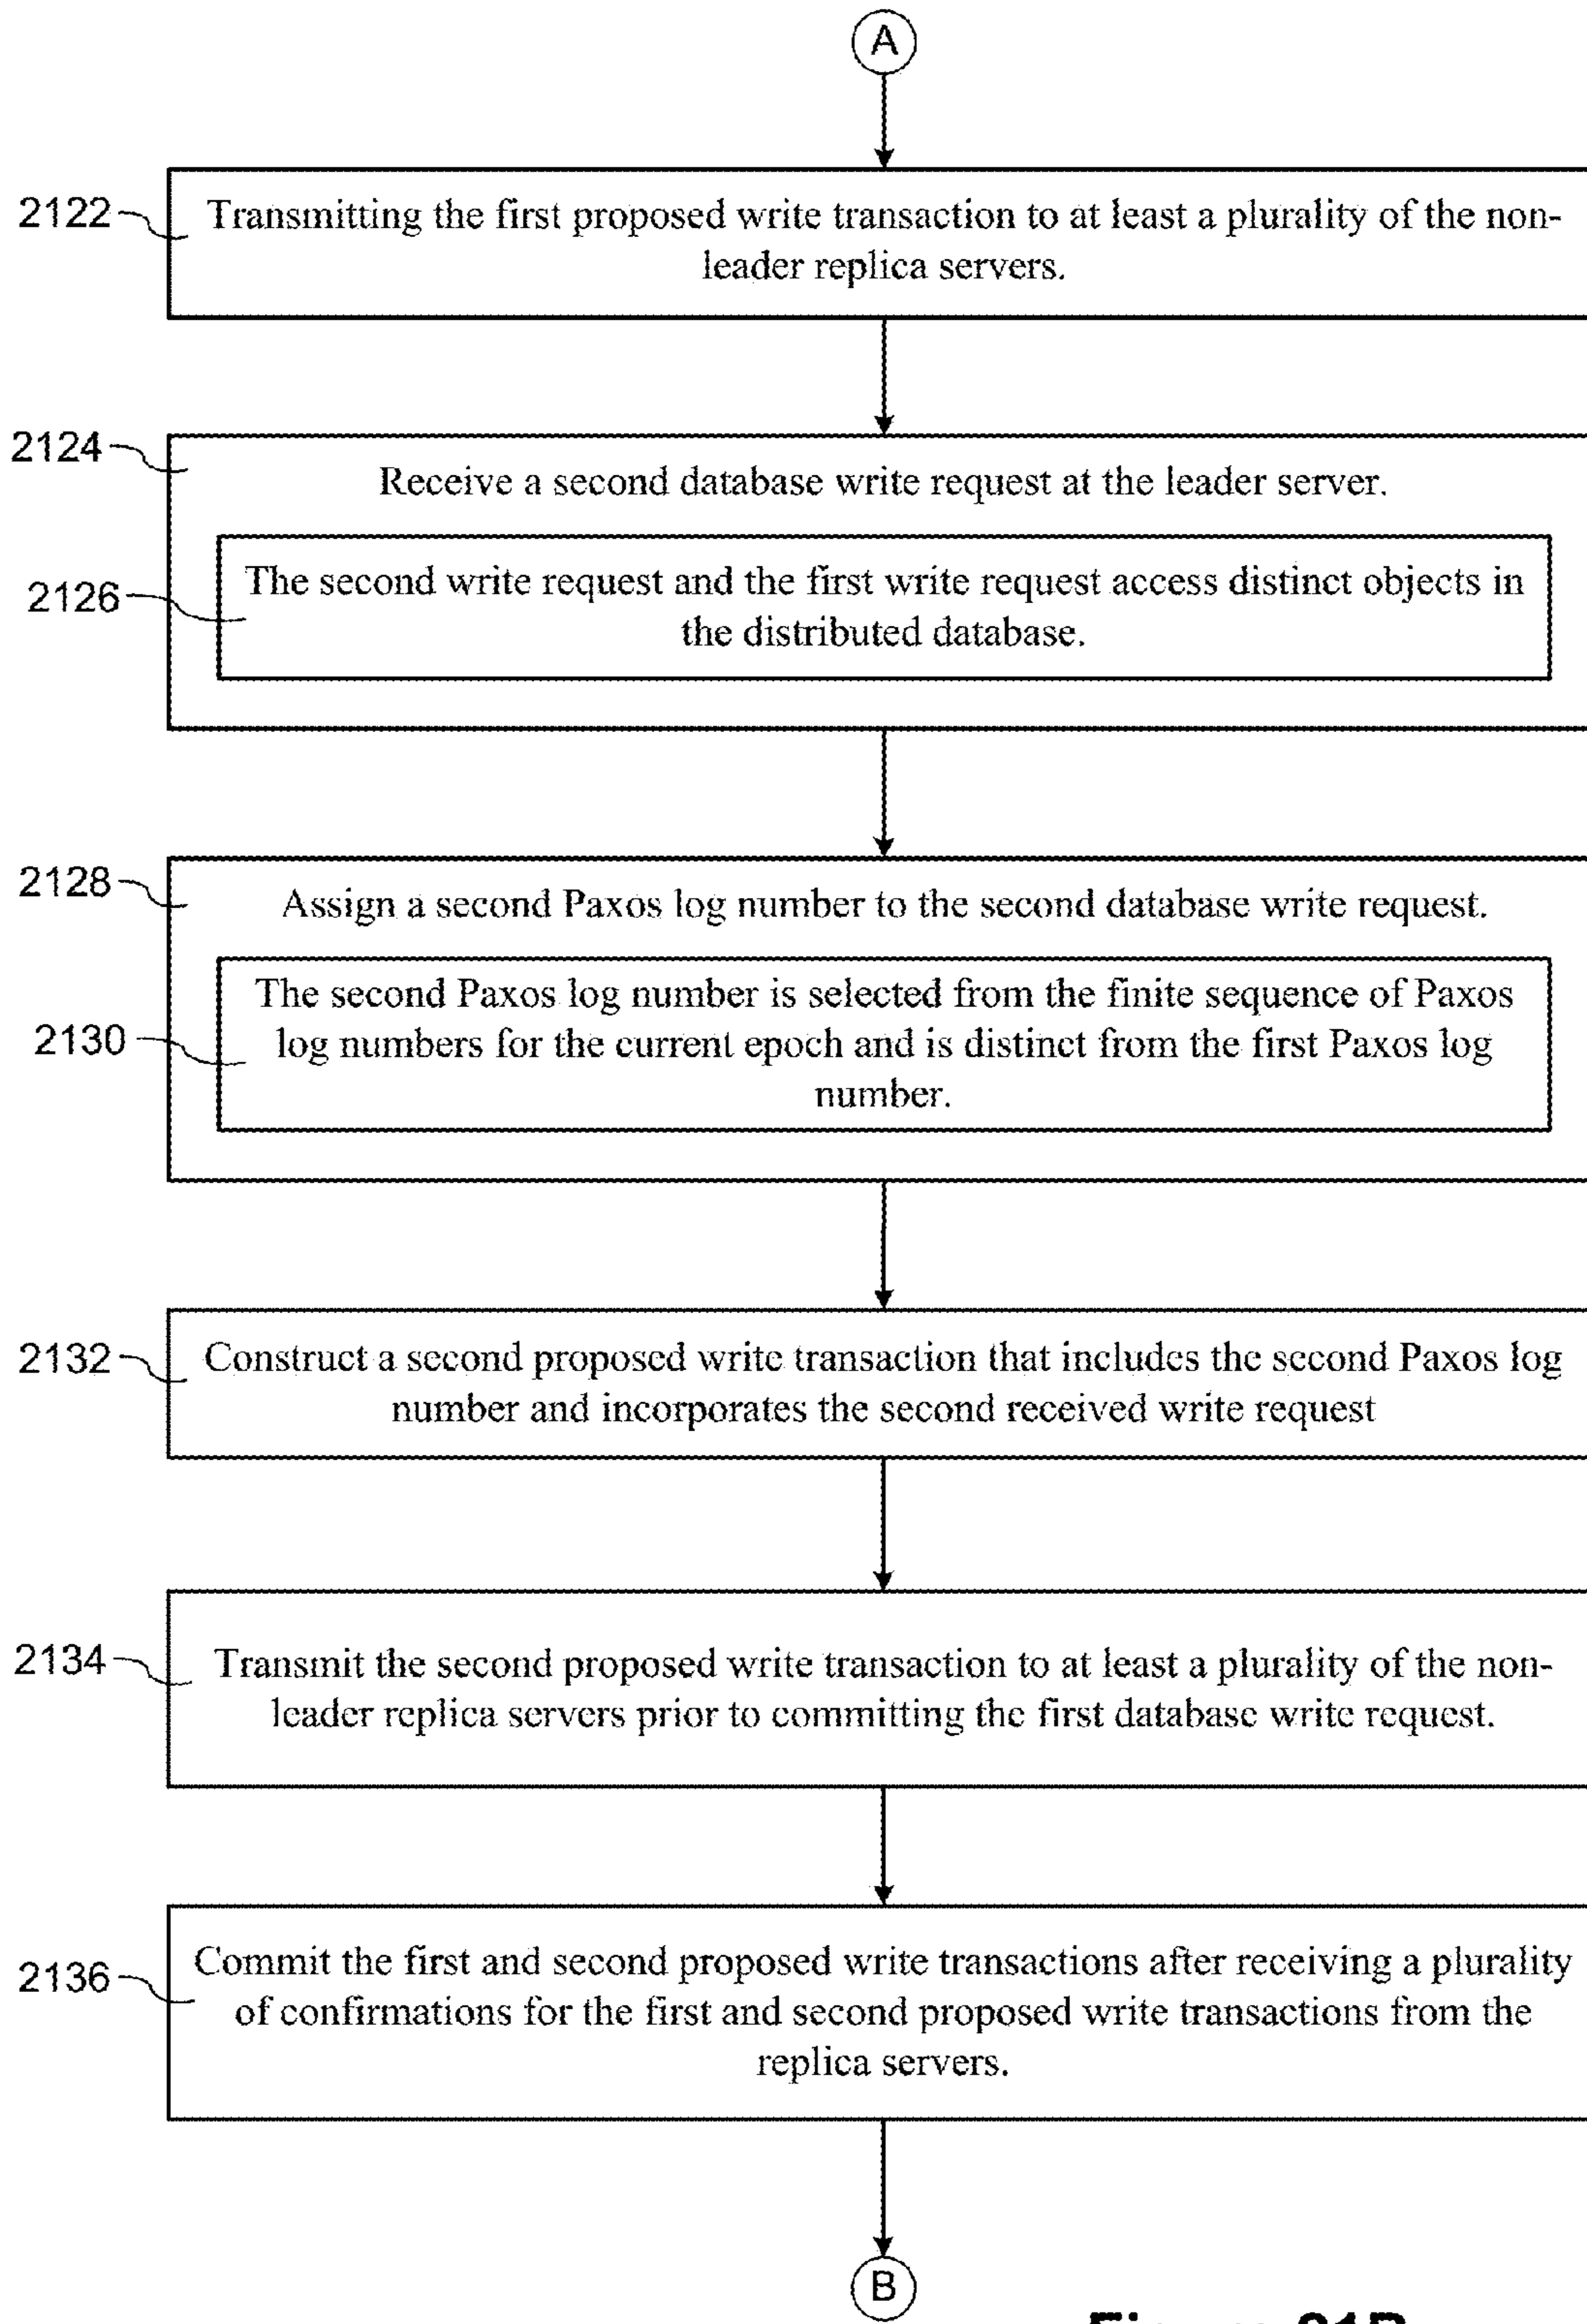 A
2122
Transmitting the first proposed write transaction to at least a plurality of the non-
leader replica servers.
2124
Receive a second database write request at the leader server.
2126
The second write request and the first write request access distinct objects in
the distributed database.
2128
Assign a second Paxos log number to the second database write request.
2130
The second Paxos log number is selected from the finite sequence of Paxos
log numbers for the current epoch and is distinct from the first Paxos log
number.
2132
Construct a second proposed write transaction that includes the second Paxos log
number and incorporates the second received write request
2134
Transmit the second proposed write transaction to at least a plurality of the non-
leader replica servers prior to committing the first database write request.
2136
Commit the first and second proposed write transactions after receiving a plurality
of confirmations for the first and second proposed write transactions from the
replica servers.
B
Figure 21B